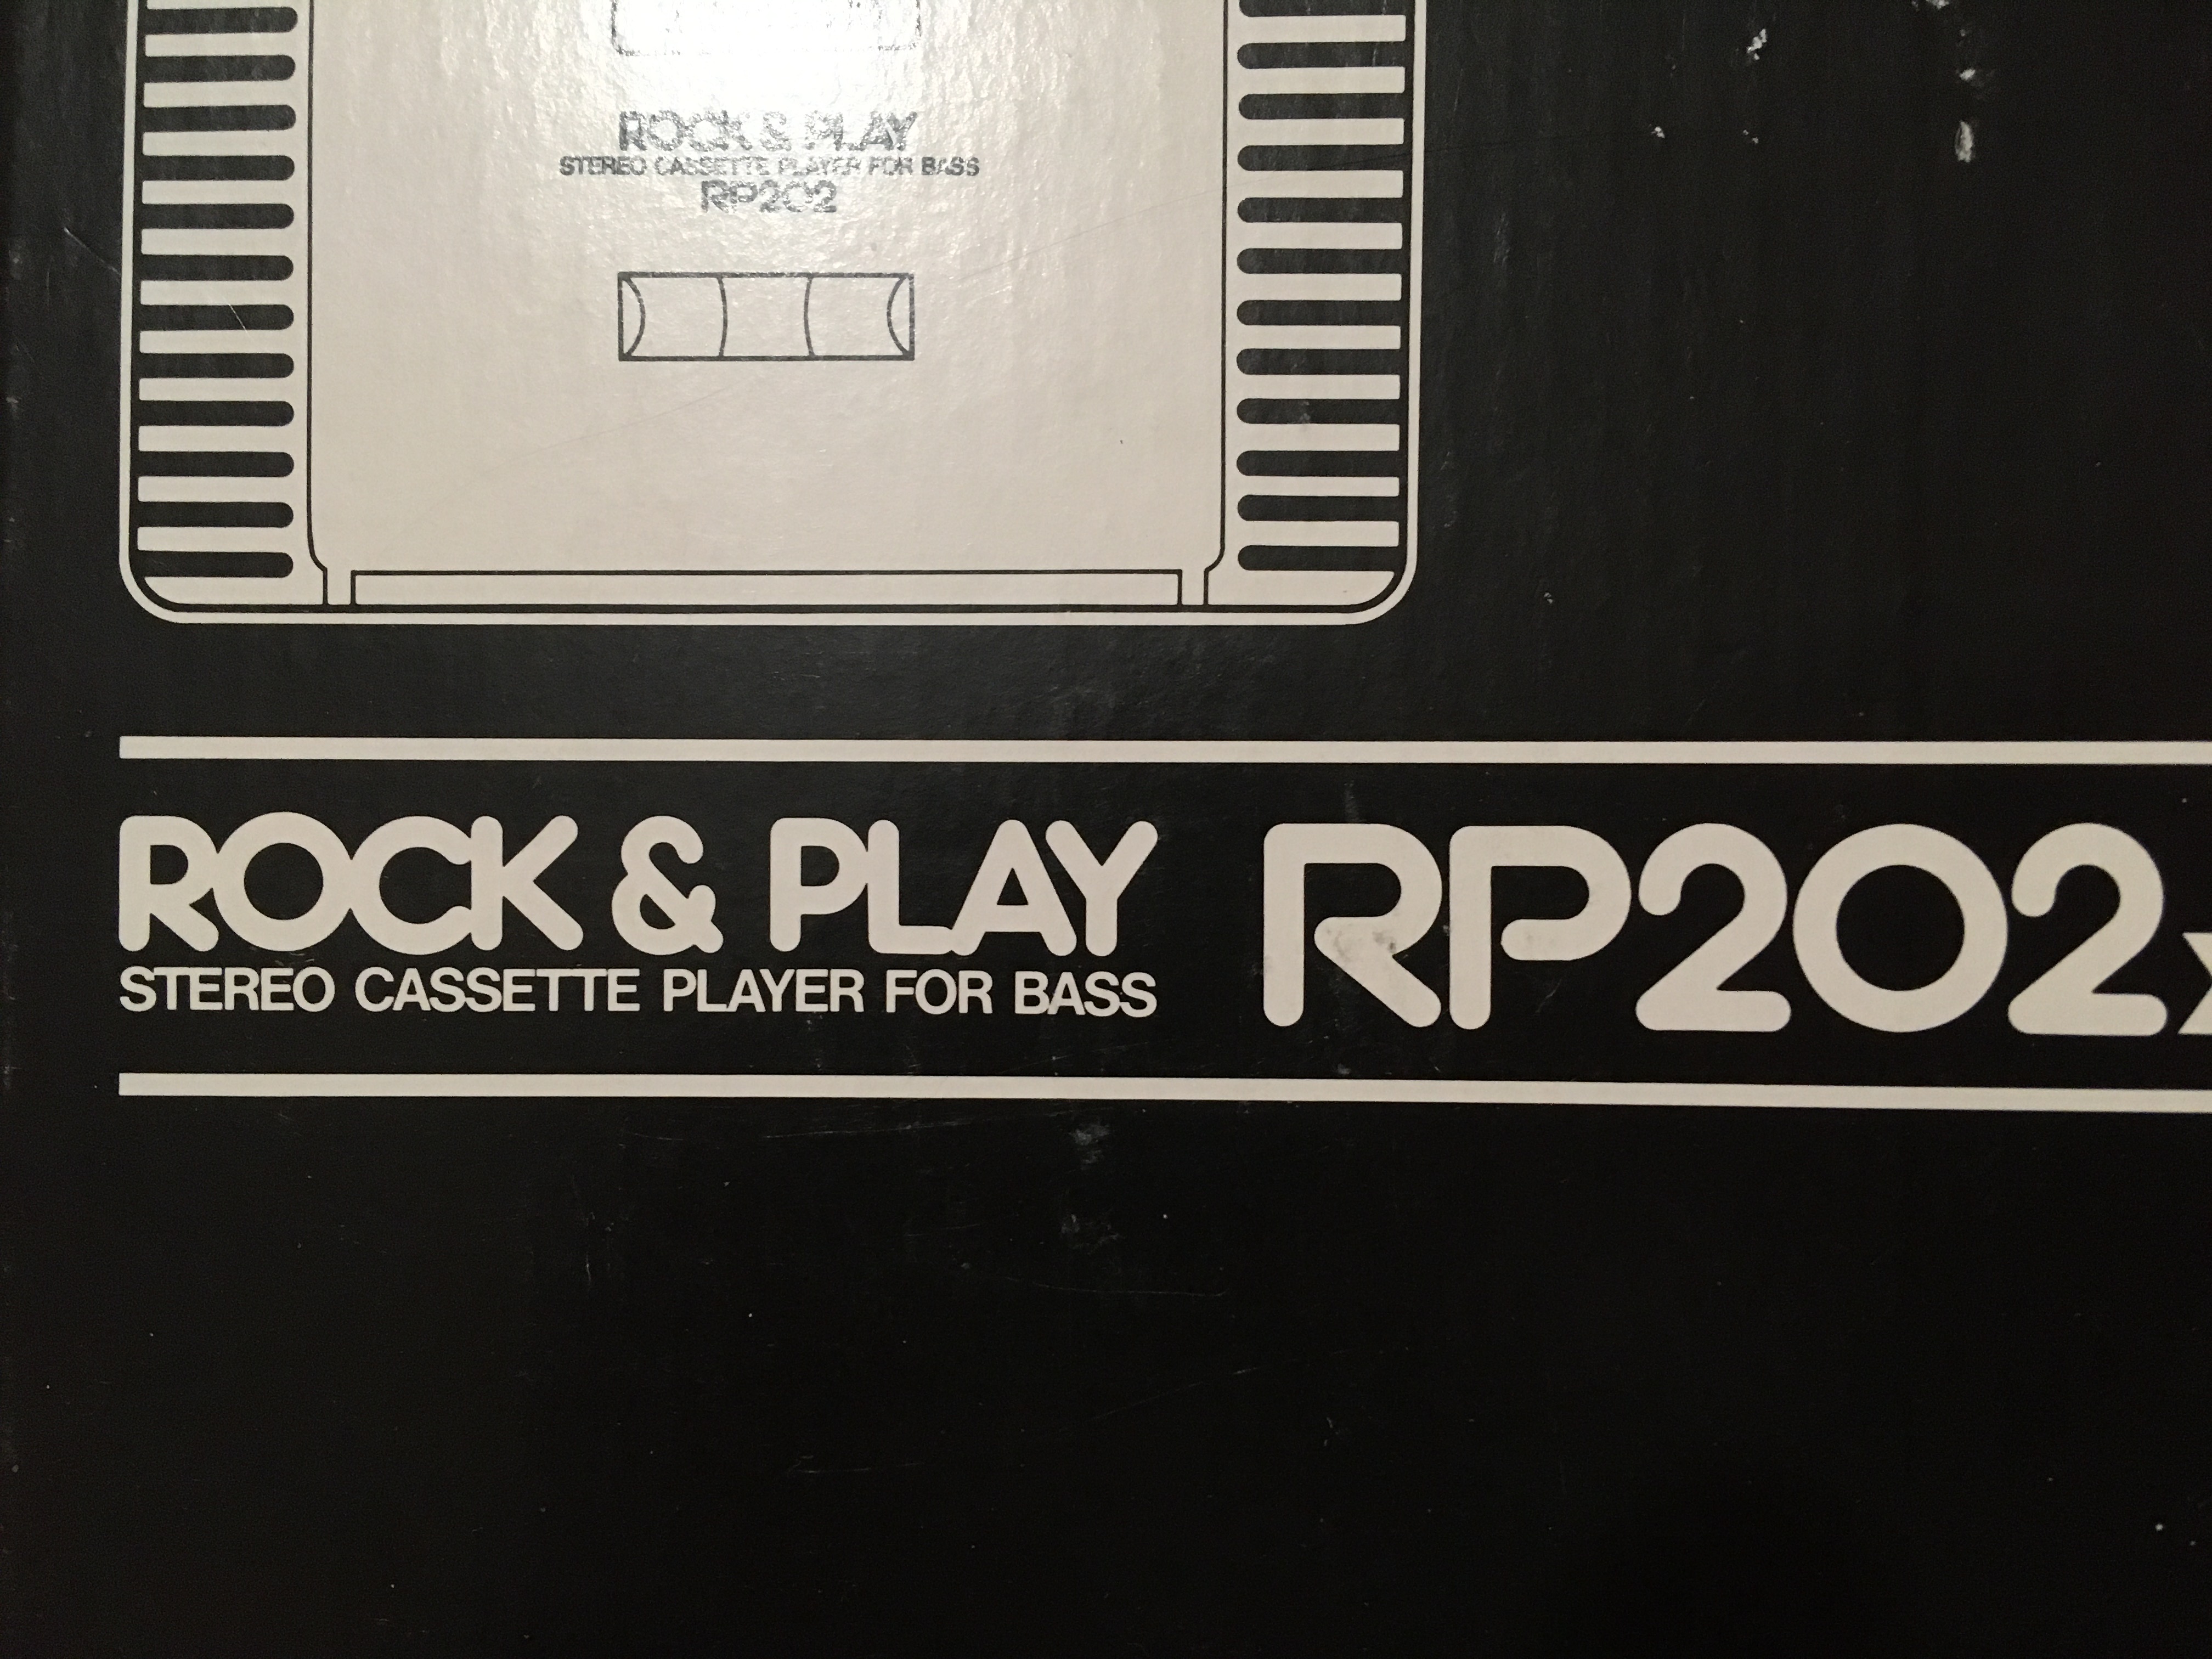 ROCK & PLAY
STEREO CASSETTE PLAYER FOR BASS
RP202
ROCK & PLAY RP202
STEREO CASSETTE PLAYER FOR BASS